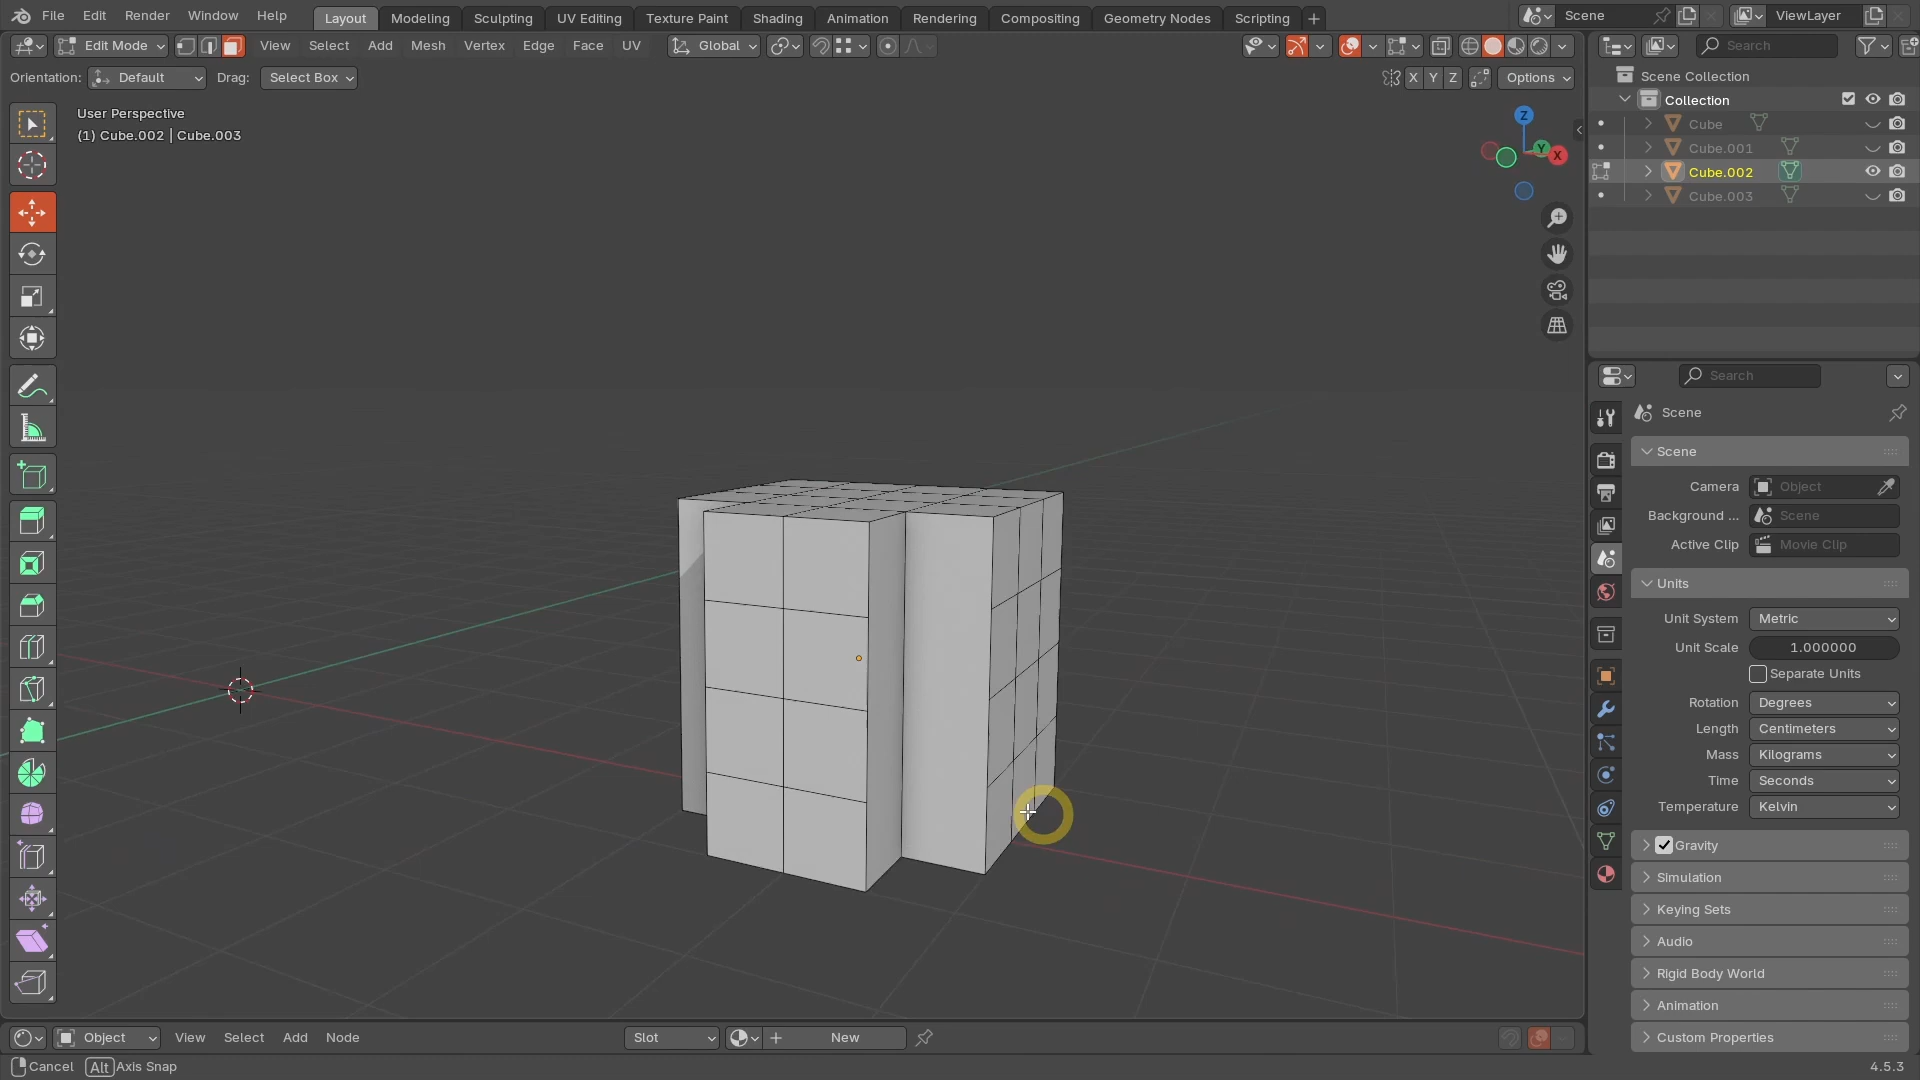 File Edit Render Window Help Layout Modeling Sculpting UV Editing Texture Paint Shading Animation Rendering Compositing Geometry Nodes Scripting + Scene ViewLayer
Edit Mode View Select Add Mesh Vertex Edge Face UV Global Search
Orientation: Default Drag: Select Box X Y Z Options
Scene Collection
Collection
Cube
Cube.001
Cube.002
Cube.003
User Perspective
(1) Cube.002 | Cube.003
Z
Y
X
Search
Scene
Scene
Camera Object
Background ... Scene
Active Clip Movie Clip
Units
Unit System Metric
Unit Scale 1.000000
Separate Units
Rotation Degrees
Length Centimeters
Mass Kilograms
Time Seconds
Temperature Kelvin
Gravity
Simulation
Keying Sets
Audio
Rigid Body World
Animation
Custom Properties
Object View Select Add Node Slot New
Cancel Alt Axis Snap 4.5.3